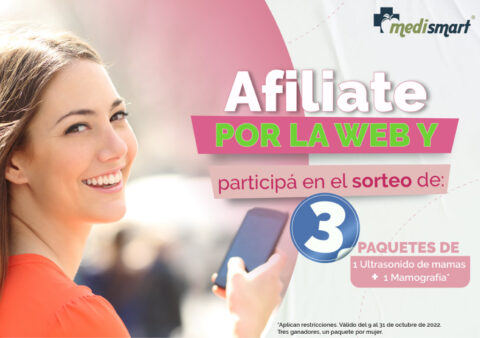 medismart®
Afiliate
POR LA WEB Y
participá en el sorteo de:
3
PAQUETES DE
1 Ultrasonido de mamas
+ 1 Mamografía*
*Aplican restricciones. Válido del 9 al 31 de octubre de 2022.
Tres ganadores, un paquete por mujer.